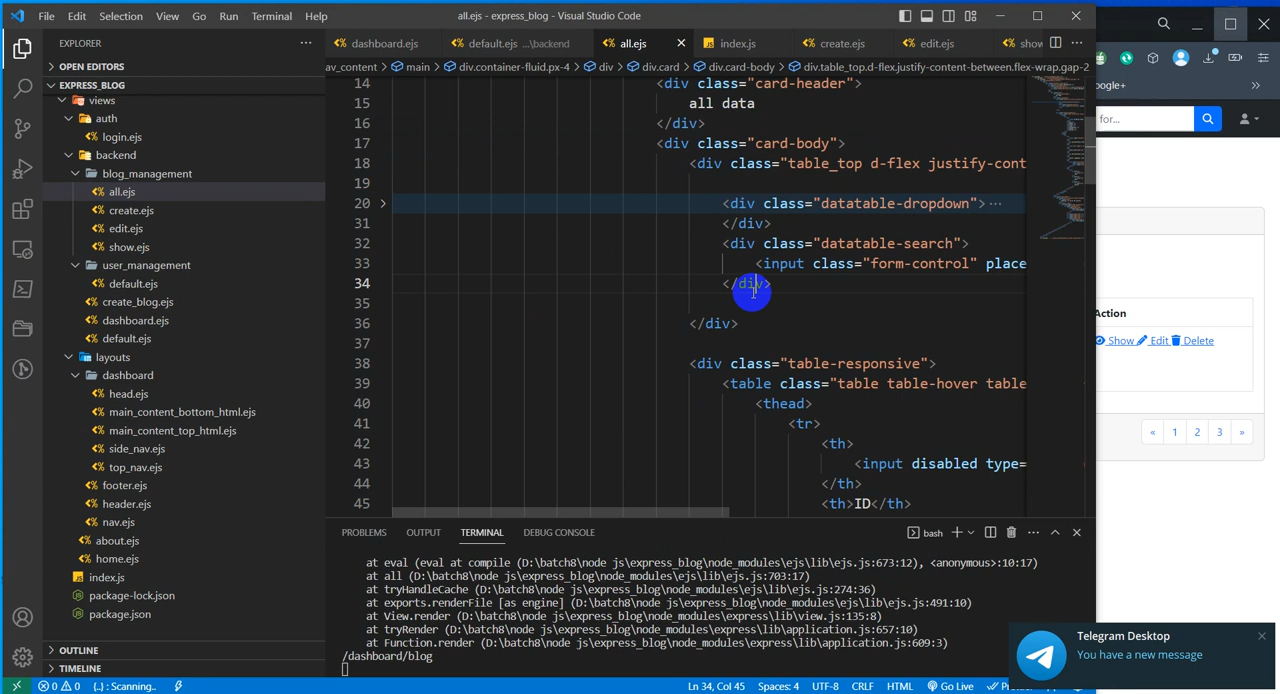 File Edit Selection View Go Run Terminal Help
all.ejs - express_blog - Visual Studio Code
EXPLORER
dashboard.ejs
default.ejs ...\backend
all.ejs
index.js
create.ejs
edit.ejs
show
OPEN EDITORS
EXPRESS_BLOG
views
auth
login.ejs
backend
blog_management
all.ejs
create.ejs
edit.ejs
show.ejs
user_management
default.ejs
create_blog.ejs
dashboard.ejs
default.ejs
layouts
dashboard
head.ejs
main_content_bottom_html.ejs
main_content_top_html.ejs
side_nav.ejs
top_nav.ejs
footer.ejs
header.ejs
nav.ejs
about.ejs
home.ejs
index.js
package-lock.json
package.json
OUTLINE
TIMELINE
av_content > main > div.container-fluid.px-4 > div > div.card > div.card-body > div.table_top.d-flex.justify-content-between.flex-wrap.gap-2
14 <div class="card-header">
15 all data
16 </div>
17 <div class="card-body">
18 <div class="table_top d-flex justify-cont
19
20 <div class="datatable-dropdown">...
31 </div>
32 <div class="datatable-search">
33 <input class="form-control" place
34 </div>
35
36 </div>
37
38 <div class="table-responsive">
39 <table class="table table-hover table
40 <thead>
41 <tr>
42 <th>
43 <input disabled type=
44 </th>
45 <th>ID</th>
PROBLEMS OUTPUT TERMINAL DEBUG CONSOLE
bash
at eval (eval at compile (D:\batch8\node js\express_blog\node_modules\ejs\lib\ejs.js:673:12), <anonymous>:10:17)
at all (D:\batch8\node js\express_blog\node_modules\ejs\lib\ejs.js:703:17)
at tryHandleCache (D:\batch8\node js\express_blog\node_modules\ejs\lib\ejs.js:274:36)
at exports.renderFile [as engine] (D:\batch8\node js\express_blog\node_modules\ejs\lib\ejs.js:491:10)
at View.render (D:\batch8\node js\express_blog\node_modules\express\lib\view.js:135:8)
at tryRender (D:\batch8\node js\express_blog\node_modules\express\lib\application.js:657:10)
at Function.render (D:\batch8\node js\express_blog\node_modules\express\lib\application.js:609:3)
/dashboard/blog
0 0 {..} : Scanning..
Ln 34, Col 45 Spaces: 4 UTF-8 CRLF HTML Go Live
oogle+
for...
Action
Show Edit Delete
« 1 2 3 »
Telegram Desktop
You have a new message